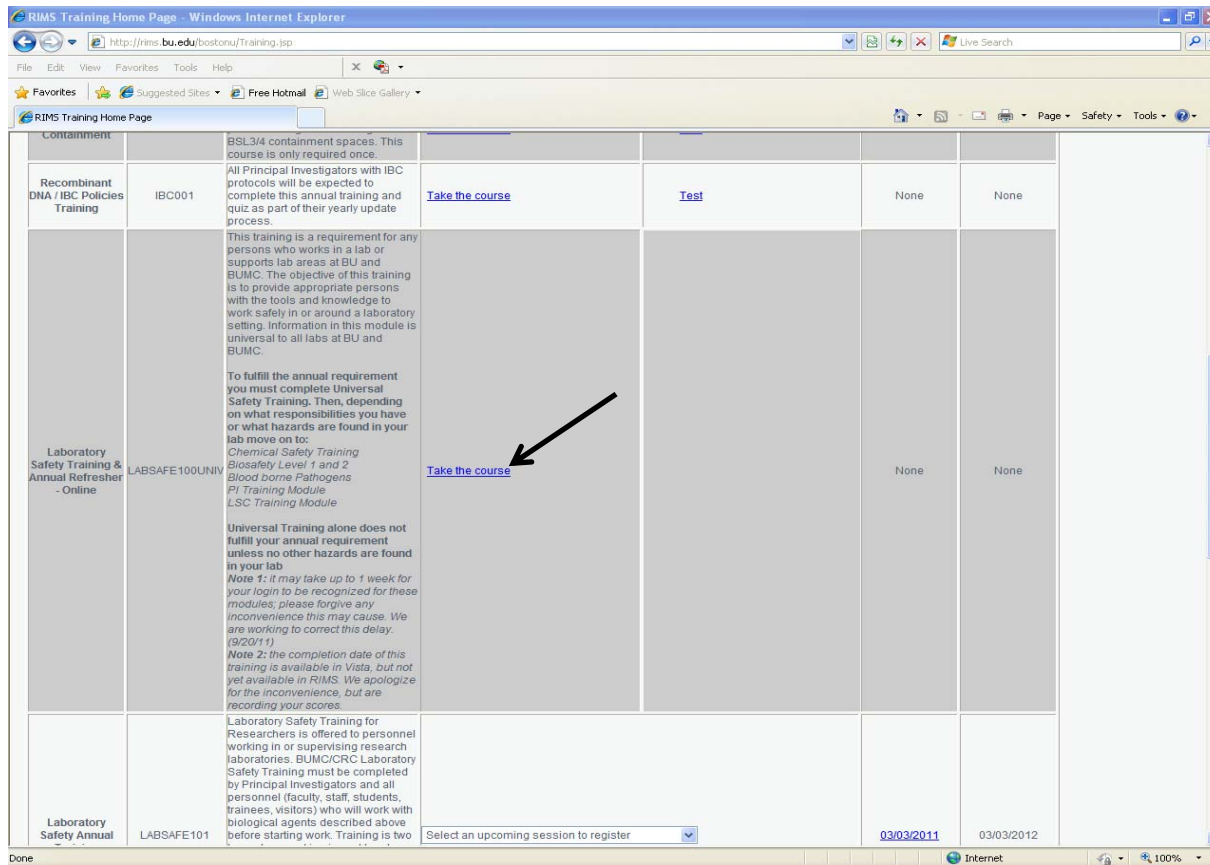 RIMS Training Home Page - Windows Internet Explorer
http://rims.bu.edu/bostonu/Training.jsp
Live Search
File Edit View Favorites Tools Help
Favorites Suggested Sites Free Hotmail Web Slice Gallery
RIMS Training Home Page
Page Safety Tools
Containment
BSL3/4 containment spaces. This
course is only required once.
Recombinant
DNA / IBC Policies
Training
IBC001
All Principal Investigators with IBC
protocols will be expected to
complete this annual training and
quiz as part of their yearly update
process.
Take the course
Test
None
None
Laboratory
Safety Training &
Annual Refresher
- Online
LABSAFE100UNIV
This training is a requirement for any
persons who works in a lab or
supports lab areas at BU and
BUMC. The objective of this training
is to provide appropriate persons
with the tools and knowledge to
work safely in or around a laboratory
setting. Information in this module is
universal to all labs at BU and
BUMC.
To fulfill the annual requirement
you must complete Universal
Safety Training. Then, depending
on what responsibilities you have
or what hazards are found in your
lab move on to:
Chemical Safety Training
Biosafety Level 1 and 2
Blood borne Pathogens
PI Training Module
LSC Training Module
Universal Training alone does not
fulfill your annual requirement
unless no other hazards are found
in your lab
Note 1: it may take up to 1 week for
your login to be recognized for these
modules; please forgive any
inconvenience this may cause. We
are working to correct this delay.
(9/20/11)
Note 2: the completion date of this
training is available in Vista, but not
yet available in RIMS. We apologize
for the inconvenience, but are
recording your scores.
Take the course
None
None
Laboratory
Safety Annual
LABSAFE101
Laboratory Safety Training for
Researchers is offered to personnel
working in or supervising research
laboratories. BUMC/CRC Laboratory
Safety Training must be completed
by Principal Investigators and all
personnel (faculty, staff, students,
trainees, visitors) who will work with
biological agents described above
before starting work. Training is two
Select an upcoming session to register
03/03/2011
03/03/2012
Done
Internet
100%